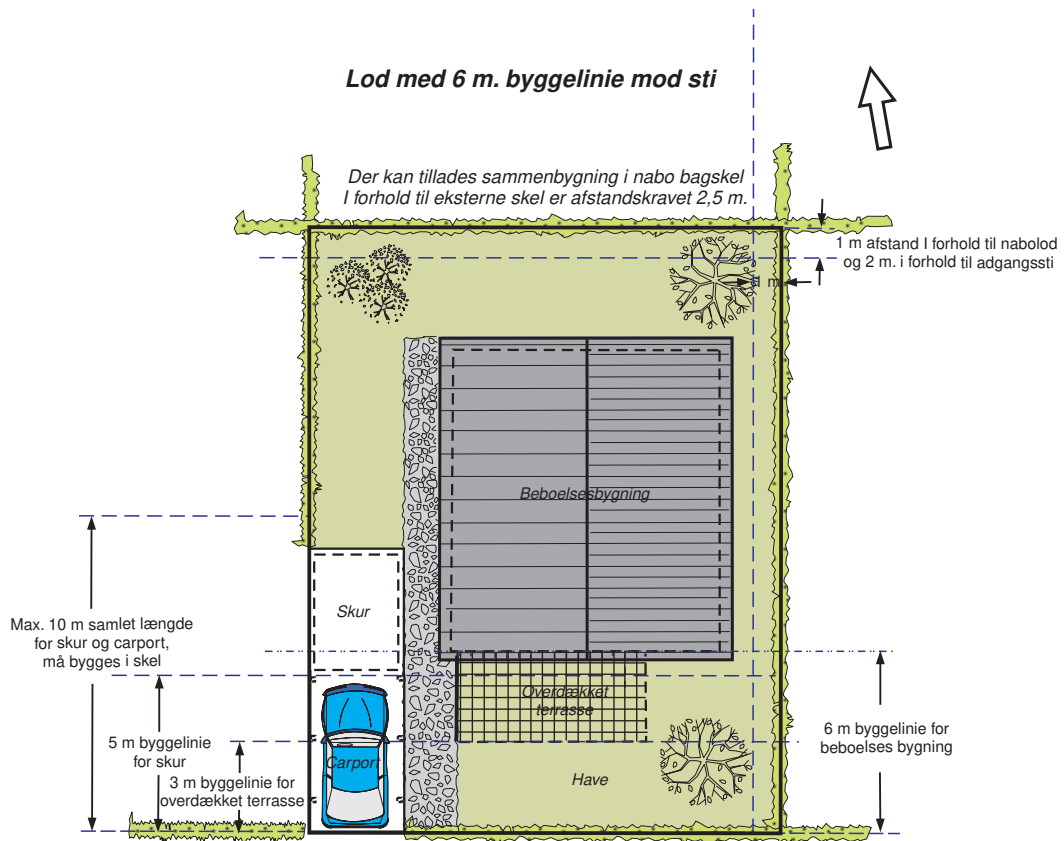 Lod med 6 m. byggelinie mod sti
Der kan tillades sammenbygning i nabo bagskel
I forhold til eksterne skel er afstandskravet 2,5 m.
1 m afstand I forhold til nabolod
og 2 m. i forhold til adgangssti
1 m
Beboelsesbygning
Skur
Max. 10 m samlet længde
for skur og carport,
må bygges i skel
Overdækket
terrasse
5 m byggelinie
for skur
6 m byggelinie for
beboelses bygning
Carport
3 m byggelinie for
overdækket terrasse
Have